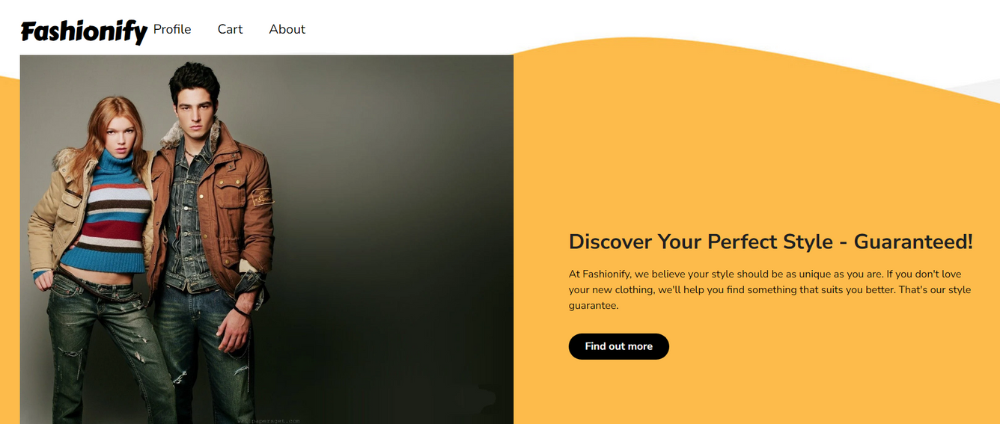 Fashionify Profile Cart About
Discover Your Perfect Style - Guaranteed!
At Fashionify, we believe your style should be as unique as you are. If you don't love
your new clothing, we'll help you find something that suits you better. That's our style
guarantee.
Find out more